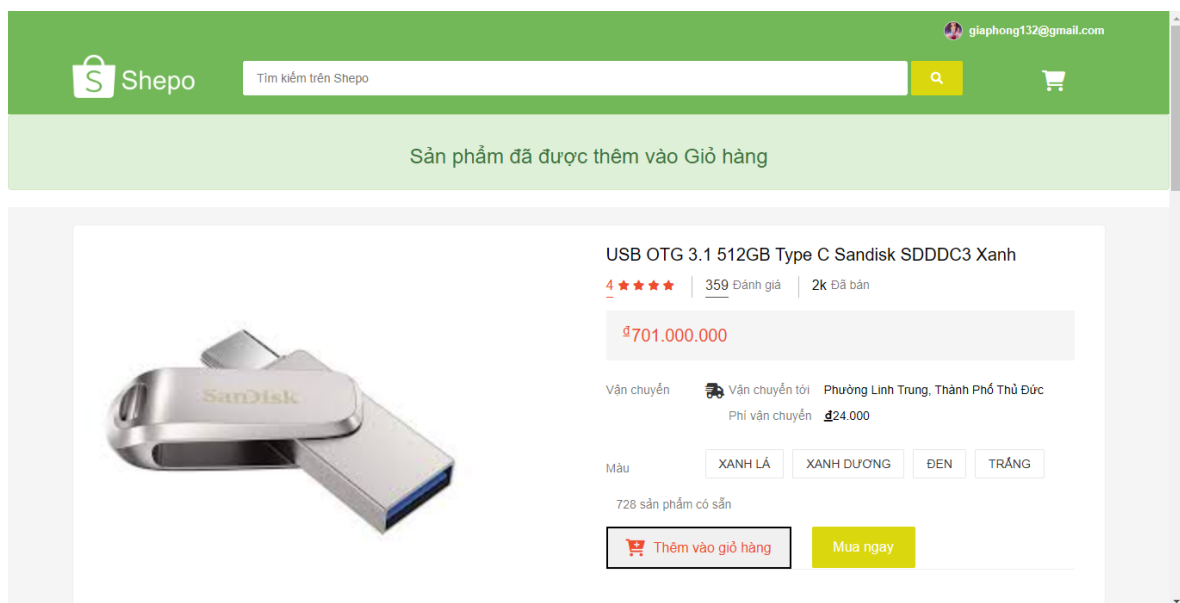 giaphong132@gmail.com
S Shepo
Tìm kiếm trên Shepo
Sản phẩm đã được thêm vào Giỏ hàng
USB OTG 3.1 512GB Type C Sandisk SDDDC3 Xanh
4 359 Đánh giá 2k Đã bán
₫701.000.000
Vận chuyển Vận chuyển tới Phường Linh Trung, Thành Phố Thủ Đức
Phí vận chuyển ₫24.000
Màu XANH LÁ XANH DƯƠNG ĐEN TRẮNG
728 sản phẩm có sẵn
Thêm vào giỏ hàng Mua ngay
SanDisk